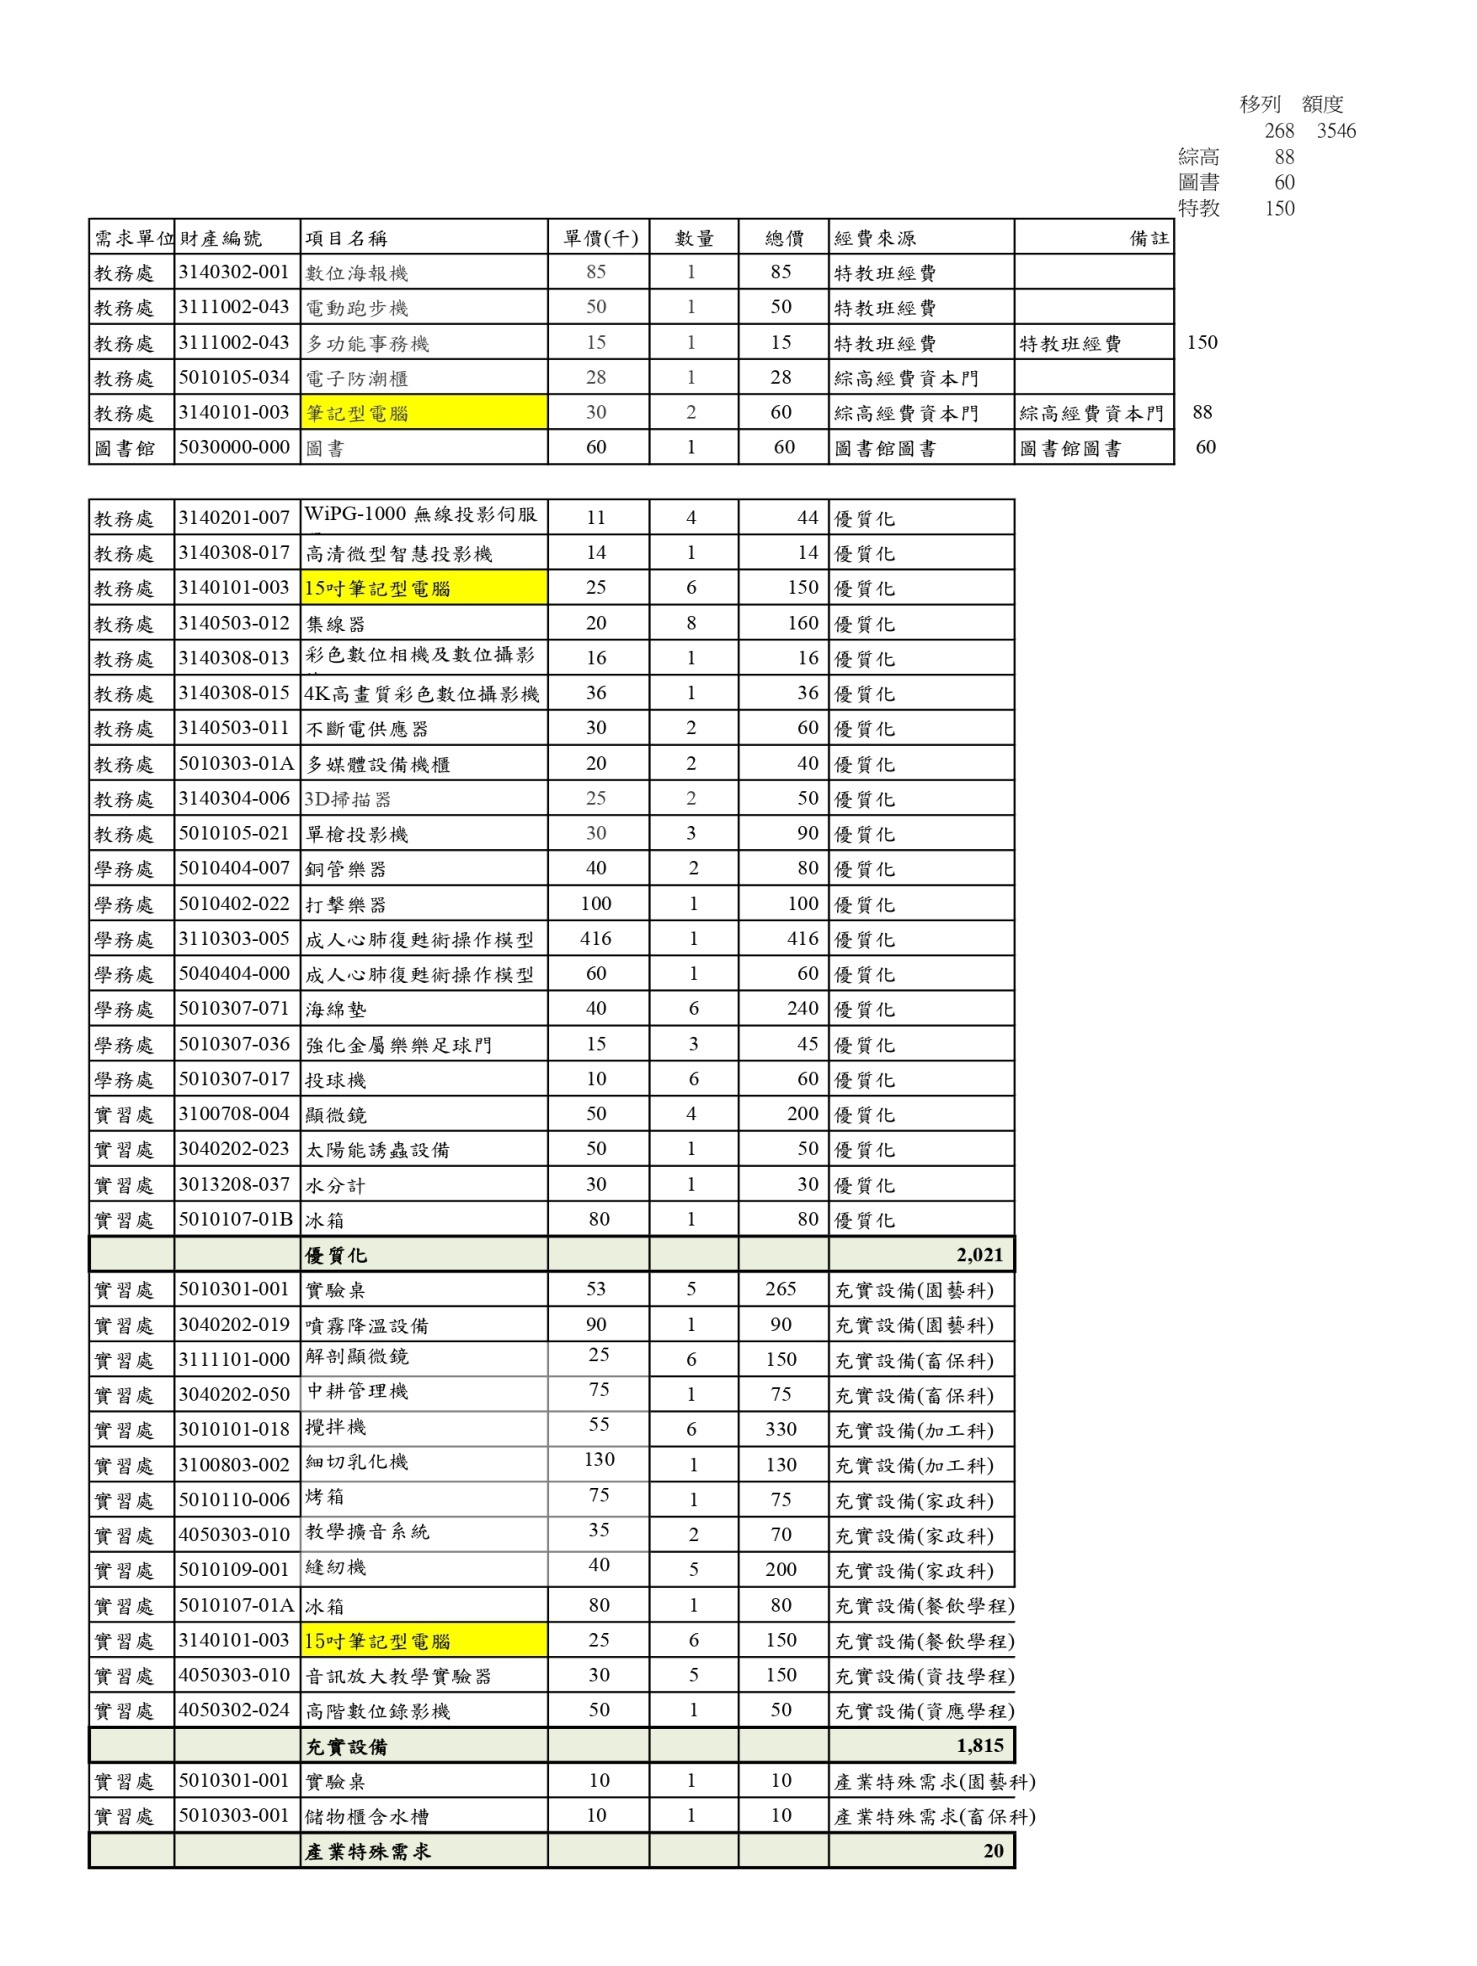 移列 額度
268 3546
綜高 88
圖書 60
特教 150
需求單位 財產編號 項目名稱 單價(千) 數量 總價 經費來源 備註
教務處 3140302-001 數位海報機 85 1 85 特教班經費
教務處 3111002-043 電動跑步機 50 1 50 特教班經費
教務處 3111002-043 多功能事務機 15 1 15 特教班經費 特教班經費 150
教務處 5010105-034 電子防潮櫃 28 1 28 綜高經費資本門
教務處 3140101-003 筆記型電腦 30 2 60 綜高經費資本門 綜高經費資本門 88
圖書館 5030000-000 圖書 60 1 60 圖書館圖書 圖書館圖書 60
教務處 3140201-007 WiPG-1000 無線投影伺服 11 4 44 優質化
教務處 3140308-017 高清微型智慧投影機 14 1 14 優質化
教務處 3140101-003 15吋筆記型電腦 25 6 150 優質化
教務處 3140503-012 集線器 20 8 160 優質化
教務處 3140308-013 彩色數位相機及數位攝影 16 1 16 優質化
教務處 3140308-015 4K高畫質彩色數位攝影機 36 1 36 優質化
教務處 3140503-011 不斷電供應器 30 2 60 優質化
教務處 5010303-01A 多媒體設備機櫃 20 2 40 優質化
教務處 3140304-006 3D掃描器 25 2 50 優質化
教務處 5010105-021 單槍投影機 30 3 90 優質化
學務處 5010404-007 銅管樂器 40 2 80 優質化
學務處 5010402-022 打擊樂器 100 1 100 優質化
學務處 3110303-005 成人心肺復甦術操作模型 416 1 416 優質化
學務處 5040404-000 成人心肺復甦術操作模型 60 1 60 優質化
學務處 5010307-071 海綿墊 40 6 240 優質化
學務處 5010307-036 強化金屬樂樂足球門 15 3 45 優質化
學務處 5010307-017 投球機 10 6 60 優質化
實習處 3100708-004 顯微鏡 50 4 200 優質化
實習處 3040202-023 太陽能誘蟲設備 50 1 50 優質化
實習處 3013208-037 水分計 30 1 30 優質化
實習處 5010107-01B 冰箱 80 1 80 優質化
優質化 2,021
實習處 5010301-001 實驗桌 53 5 265 充實設備(園藝科)
實習處 3040202-019 噴霧降溫設備 90 1 90 充實設備(園藝科)
實習處 3111101-000 解剖顯微鏡 25 6 150 充實設備(畜保科)
實習處 3040202-050 中耕管理機 75 1 75 充實設備(畜保科)
實習處 3010101-018 攪拌機 55 6 330 充實設備(加工科)
實習處 3100803-002 細切乳化機 130 1 130 充實設備(加工科)
實習處 5010110-006 烤箱 75 1 75 充實設備(家政科)
實習處 4050303-010 教學擴音系統 35 2 70 充實設備(家政科)
實習處 5010109-001 縫紉機 40 5 200 充實設備(家政科)
實習處 5010107-01A 冰箱 80 1 80 充實設備(餐飲學程)
實習處 3140101-003 15吋筆記型電腦 25 6 150 充實設備(餐飲學程)
實習處 4050303-010 音訊放大教學實驗器 30 5 150 充實設備(資技學程)
實習處 4050302-024 高階數位錄影機 50 1 50 充實設備(資應學程)
充實設備 1,815
實習處 5010301-001 實驗桌 10 1 10 產業特殊需求(園藝科)
實習處 5010303-001 儲物櫃含水槽 10 1 10 產業特殊需求(畜保科)
產業特殊需求 20